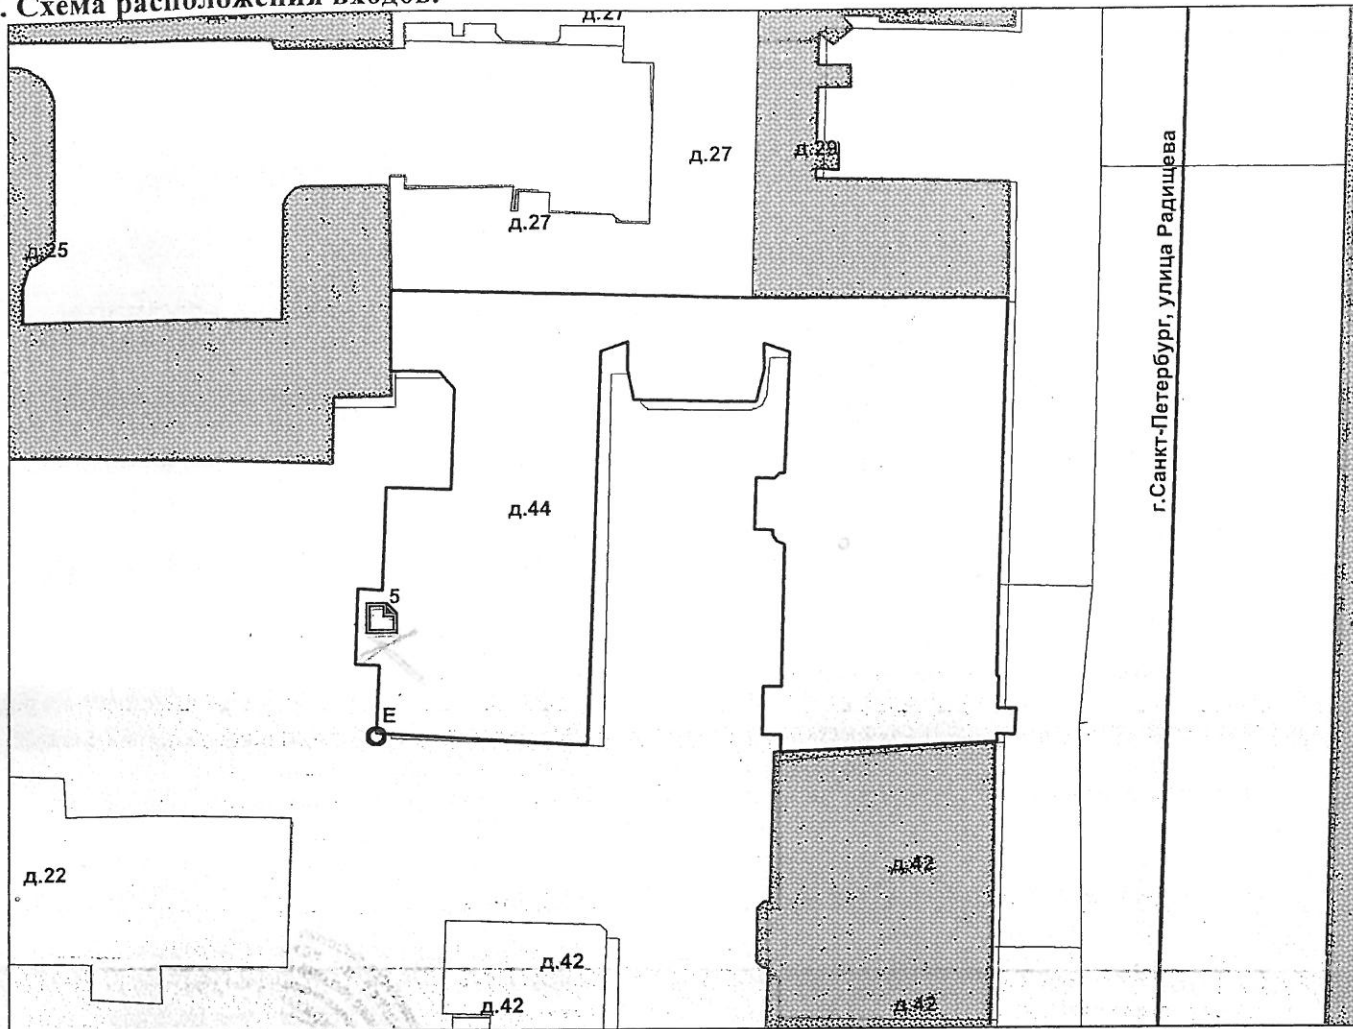 . Схема расположения входов.
д.27
д.27
д.29
г.Санкт-Петербург, улица Радищева
д.27
д.25
д.44
5
Е
д.22
д.42
д.42
д.42
д.42